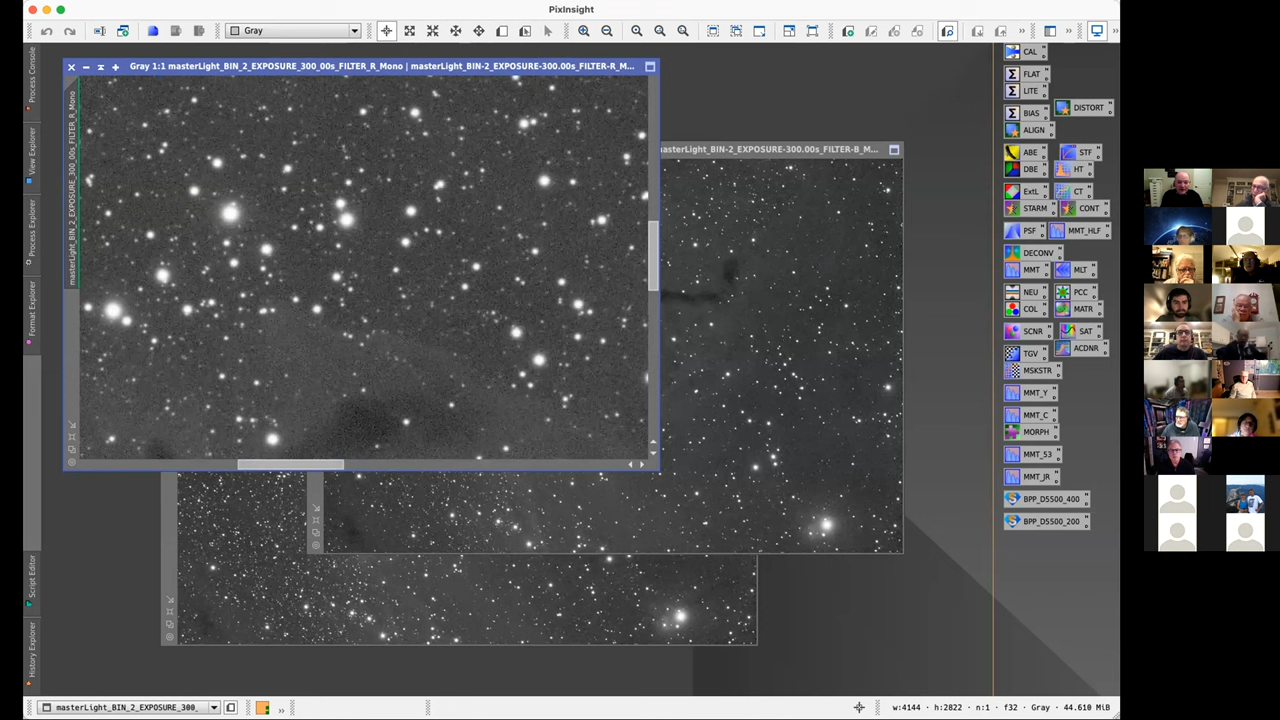 PixInsight
Gray
Gray 1:1 masterLight_BIN_2_EXPOSURE_300_00s_FILTER_R_Mono | masterLight_BIN-2_EXPOSURE-300.00s_FILTER-R_M...
masterLight_BIN_2_EXPOSURE_300_00s_FILTER_R_Mono
masterLight_BIN-2_EXPOSURE-300.00s_FILTER-B_M...
Process Console
View Explorer
Process Explorer
Format Explorer
Script Editor
History Explorer
CAL
FLAT
LITE
BIAS
DISTORT
ALIGN
ABE
STF
DBE
HT
ExtL
CT
STARM
CONT
PSF
MMT_HLF
DECONV
MMT
MLT
NEU
PCC
COL
MATR
SCNR
SAT
TGV
ACDNR
MSKSTR
MMT_Y
MMT_C
MORPH
MMT_53
MMT_JR
BPP_D5500_400
BPP_D5500_200
masterLight_BIN_2_EXPOSURE_300_
w:4144 · h:2822 · n:1 · f32 · Gray · 44.610 MiB